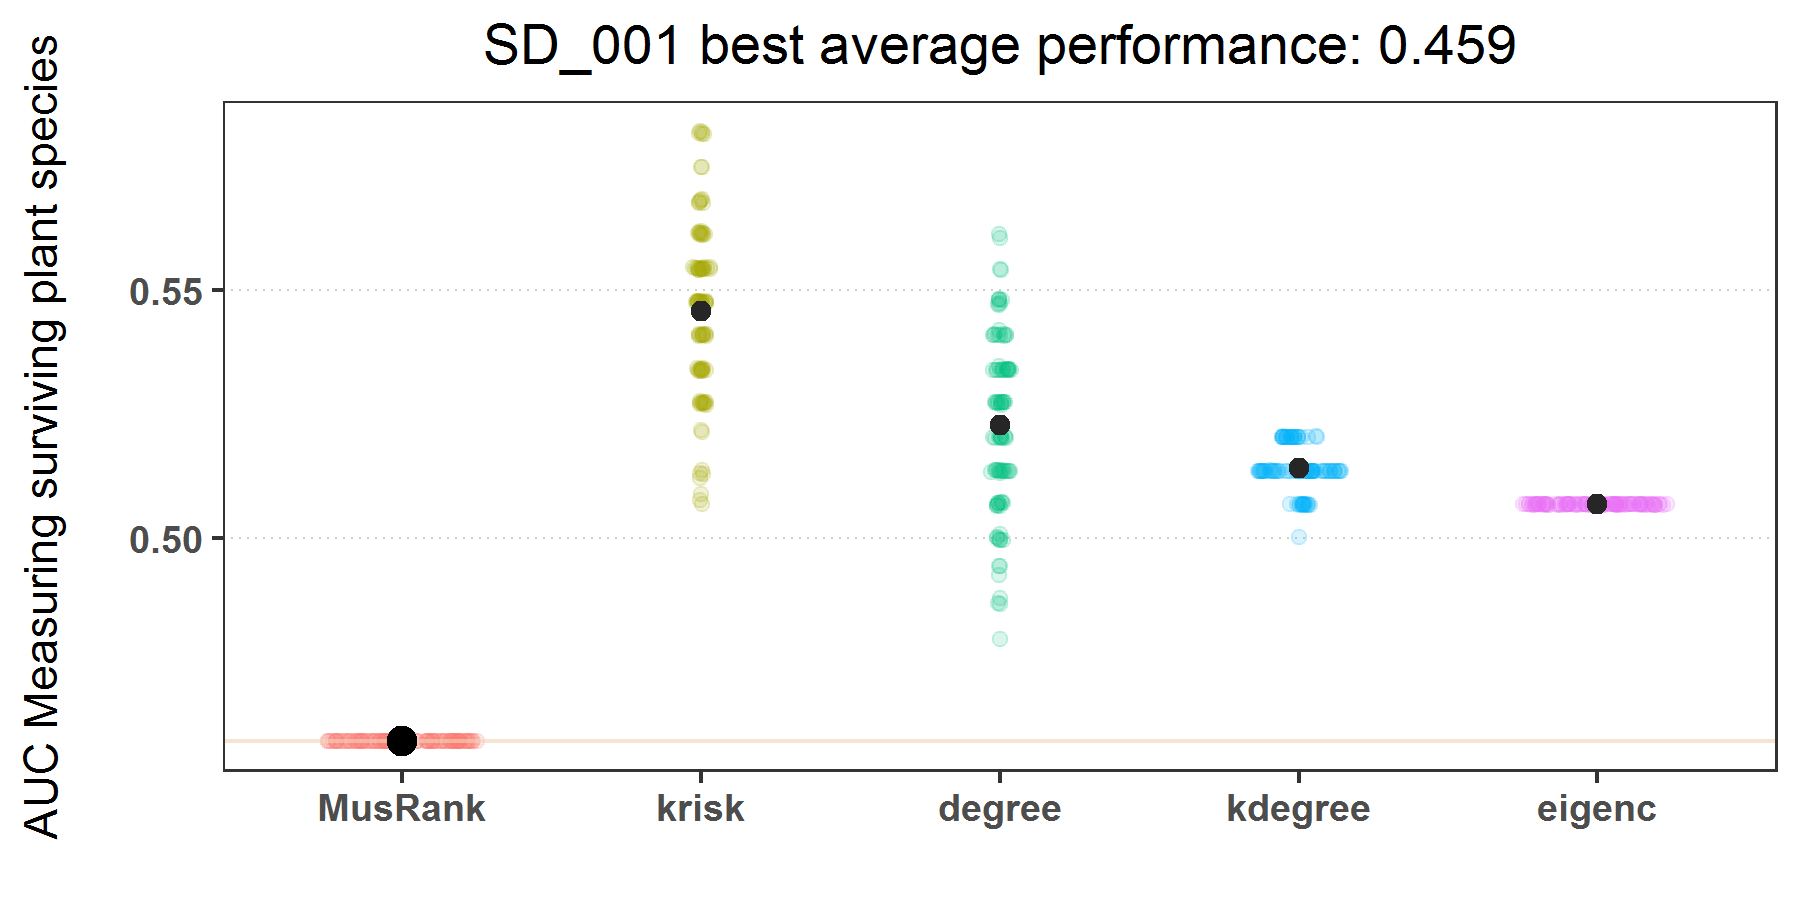 SD_001 best average performance: 0.459
AUC Measuring surviving plant species
0.55
0.50
MusRank krisk degree kdegree eigenc